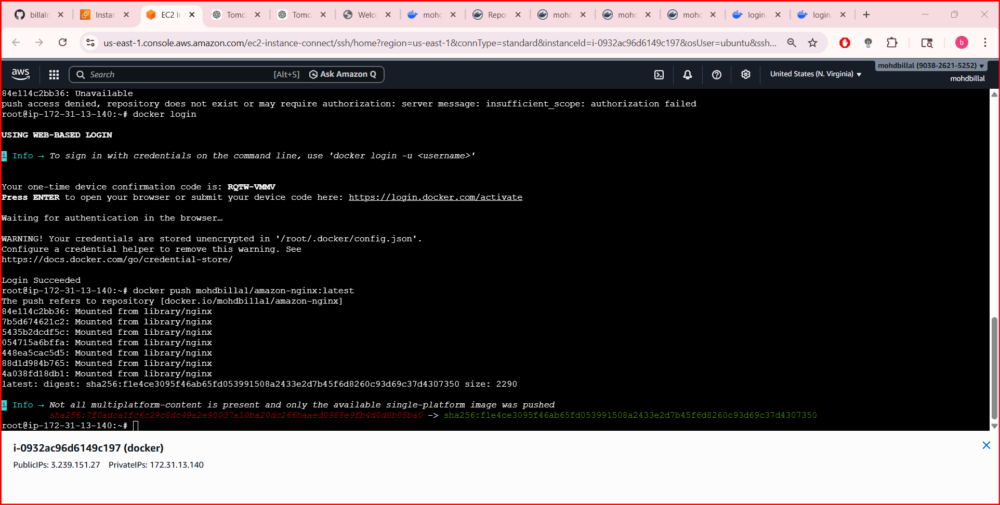 billaln
Instan
EC2 In
Tomca
Tomca
Welco
mohd
Repos
mohd
mohd
mohd
login.
login.
us-east-1.console.aws.amazon.com/ec2-instance-connect/ssh/home?region=us-east-1&connType=standard&instanceId=i-0932ac96d6149c197&osUser=ubuntu&ssh...
b
aws
Search
[Alt+S]
Ask Amazon Q
United States (N. Virginia)
mohdbillal (9038-2621-5252)
mohdbillal
84e114c2bb36: Unavailable
push access denied, repository does not exist or may require authorization: server message: insufficient_scope: authorization failed
root@ip-172-31-13-140:~# docker login
USING WEB-BASED LOGIN
i Info → To sign in with credentials on the command line, use 'docker login -u <username>'
Your one-time device confirmation code is: RQTW-VMMV
Press ENTER to open your browser or submit your device code here: https://login.docker.com/activate
Waiting for authentication in the browser…
WARNING! Your credentials are stored unencrypted in '/root/.docker/config.json'.
Configure a credential helper to remove this warning. See
https://docs.docker.com/go/credential-store/
Login Succeeded
root@ip-172-31-13-140:~# docker push mohdbillal/amazon-nginx:latest
The push refers to repository [docker.io/mohdbillal/amazon-nginx]
84e114c2bb36: Mounted from library/nginx
7b5d674621c2: Mounted from library/nginx
5435b2dcdf5c: Mounted from library/nginx
054715a6bffa: Mounted from library/nginx
448ea5cac5d5: Mounted from library/nginx
88d1d984b765: Mounted from library/nginx
4a038fd18db1: Mounted from library/nginx
latest: digest: sha256:f1e4ce3095f46ab65fd053991508a2433e2d7b45f6d8260c93d69c37d4307350 size: 2290
i Info → Not all multiplatform-content is present and only the available single-platform image was pushed
sha256:7f0adca1fc6c29c8dc49a2e90037a10ba20dc266baaed0988e9fb4d0d8b85ba0 -> sha256:f1e4ce3095f46ab65fd053991508a2433e2d7b45f6d8260c93d69c37d4307350
root@ip-172-31-13-140:~#
i-0932ac96d6149c197 (docker)
PublicIPs: 3.239.151.27 PrivateIPs: 172.31.13.140